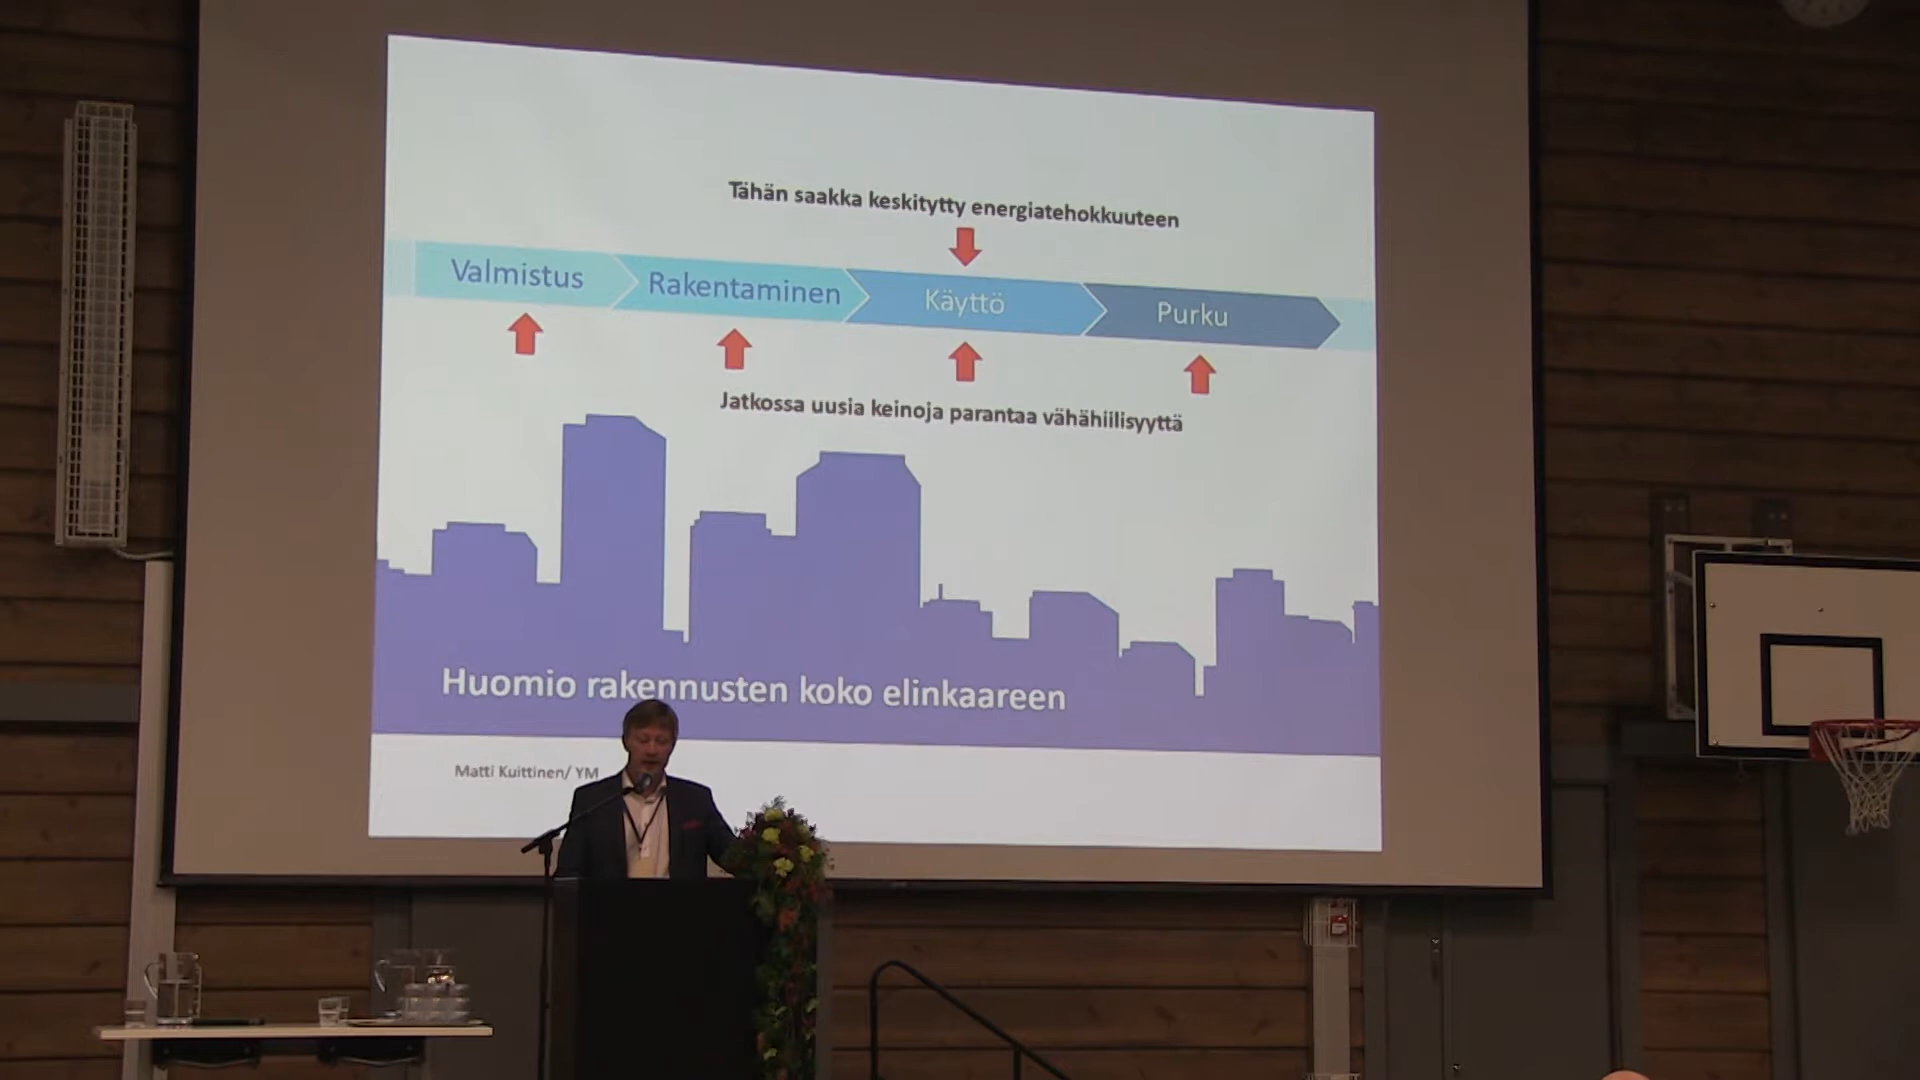 Tähän saakka keskitytty energiatehokkuuteen
Valmistus
Rakentaminen
Käyttö
Purku
Jatkossa uusia keinoja parantaa vähähiilisyyttä
Huomio rakennusten koko elinkaareen
Matti Kuittinen/ YM